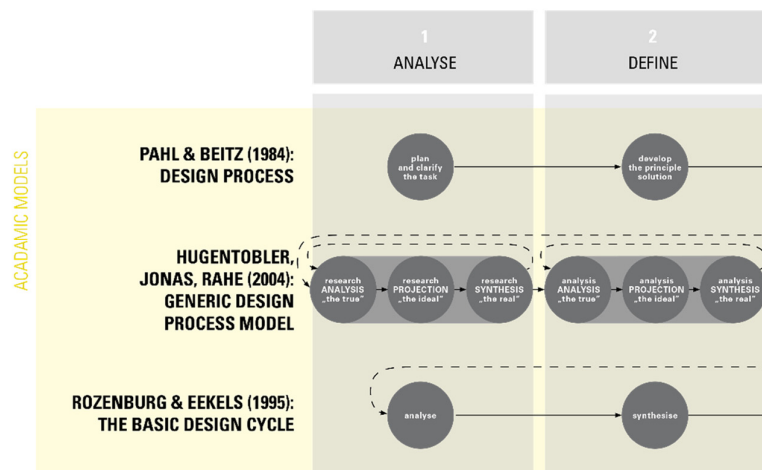 1
ANALYSE
2
DEFINE
ACADAMIC MODELS
PAHL & BEITZ (1984):
DESIGN PROCESS
plan
and clarify
the task
develop
the principle
solution
HUGENTOBLER,
JONAS, RAHE (2004):
GENERIC DESIGN
PROCESS MODEL
research
ANALYSIS
„the true"
research
PROJECTION
„the ideal"
research
SYNTHESIS
„the real"
analysis
ANALYSIS
„the true"
analysis
PROJECTION
„the ideal"
analysis
SYNTHESIS
„the real"
ROZENBURG & EEKELS (1995):
THE BASIC DESIGN CYCLE
analyse
synthesise